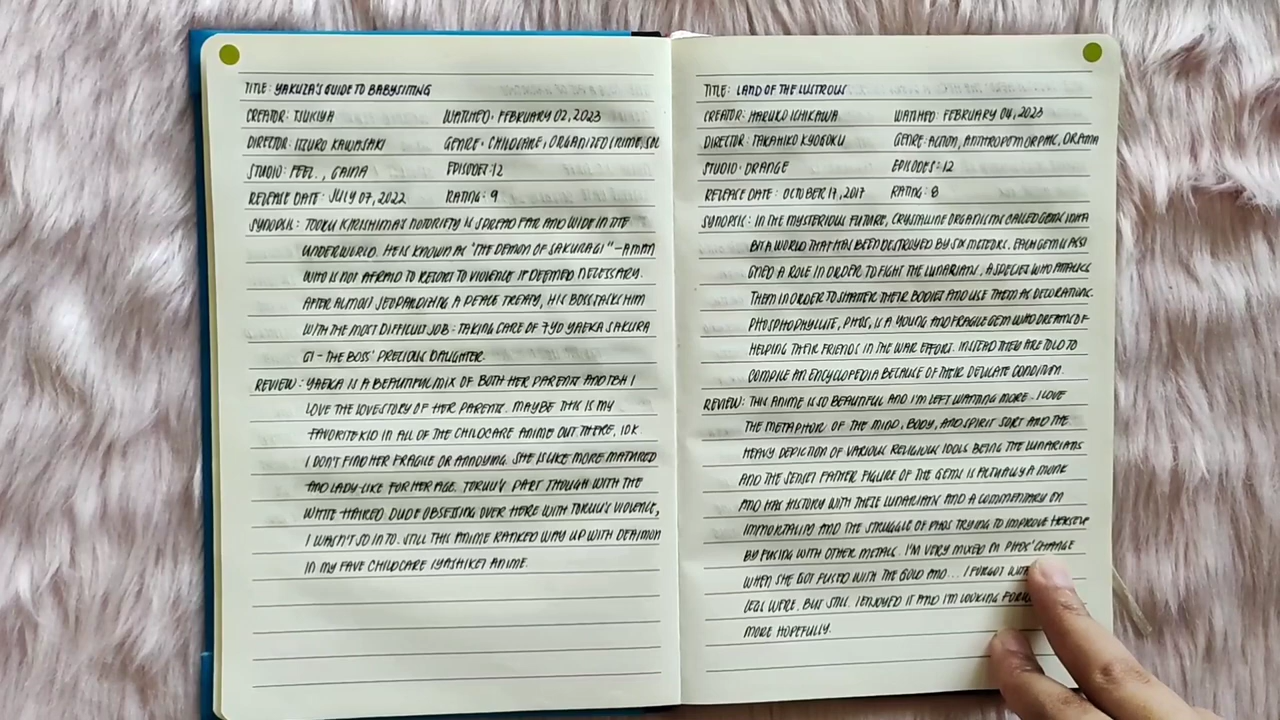 TITLE: YAKUZA'S GUIDE TO BABYSITTING
CREATOR: TSUKIYA WATCHED: FEBRUARY 02, 2023
DIRECTOR: ITSURO KAWASAKI GENRE: CHILDCARE, ORGANIZED CRIME, SOL
STUDIO: FEEL., GAINA EPISODES: 12
RELEASE DATE: JULY 07, 2022 RATING: 9
SYNOPSIS: TOORU KIRISHIMA'S NOTORIETY IS SPREAD FAR AND WIDE IN THE
UNDERWORLD. HE IS KNOWN AS "THE DEMON OF SAKURAGI" – A MAN
WHO IS NOT AFRAID TO RESORT TO VIOLENCE IF DEEMED NECESSARY.
AFTER ALMOST JEOPARDIZING A PEACE TREATY, HIS BOSS TASKS HIM
WITH THE MOST DIFFICULT JOB: TAKING CARE OF 7YO YAEKA SAKURA
GI – THE BOSS' PRECIOUS DAUGHTER.
REVIEW: YAEKA IS A BEAUTIFUL MIX OF BOTH HER PARENTS AND TBH I
LOVE THE LOVESTORY OF HER PARENTS. MAYBE THIS IS MY
FAVORITE KID IN ALL OF THE CHILDCARE ANIME OUT THERE, IDK
I DON'T FIND HER FRAGILE OR ANNOYING. SHE IS LIKE MORE MATURED
AND LADY-LIKE FOR HER AGE. TORUU'S PART THOUGH WITH THE
WHITE HAIRED DUDE OBSESSING OVER HERE WITH TORUU'S VIOLENCE,
I WASN'T SO INTO. STILL THIS ANIME RANKED WAY UP WITH DEAIMON
IN MY FAVE CHILDCARE IYASHIKEI ANIME.
TITLE: LAND OF THE LUSTROUS
CREATOR: HARUKO ICHIKAWA WATCHED: FEBRUARY 04, 2023
DIRECTOR: TAKAHIKO KYOGOKU GENRE: ACTION, ANTHROPOMORPHIC, DRAMA
STUDIO: ORANGE EPISODES: 12
RELEASE DATE: OCTOBER 17, 2017 RATING: 8
SYNOPSIS: IN THE MYSTERIOUS FUTURE, CRYSTALLINE ORGANISMS CALLED GEMS INHA
BIT A WORLD THAT HAS BEEN DESTROYED BY SIX METEORS. EACH GEM IS ASSI
GNED A ROLE IN ORDER TO FIGHT THE LUNARIANS, A SPECIES WHO ATTACKS
THEM IN ORDER TO SHATTER THEIR BODIES AND USE THEM AS DECORATIONS.
PHOSPHOPHYLLITE, PHOS, IS A YOUNG AND FRAGILE GEM WHO DREAMS OF
HELPING THEIR FRIENDS IN THE WAR EFFORT. INSTEAD THEY ARE TOLD TO
COMPILE AN ENCYCLOPEDIA BECAUSE OF THEIR DELICATE CONDITION.
REVIEW: THIS ANIME IS SO BEAUTIFUL AND I'M LEFT WANTING MORE. I LOVE
THE METAPHOR OF THE MIND, BODY, AND SPIRIT SORT AND THE
HEAVY DEPICTION OF VARIOUS RELIGIOUS IDOLS BEING THE LUNARIANS
AND THE SENSEI FATHER FIGURE OF THE GEMS IS ACTUALLY A MONK
AND HAS HISTORY WITH THESE LUNARIANS AND A COMMENTARY ON
IMMORTALITY AND THE STRUGGLE OF PHOS TRYING TO IMPROVE HERSELF
BY FUSING WITH OTHER METALS. I'M VERY MIXED ON PHOS' CHANGE
WHEN SHE GOT FUSED WITH THE GOLD AND... I FORGOT
LEGS WERE. BUT STILL. I ENJOYED IT AND I'M LOOKING
MORE HOPEFULLY.